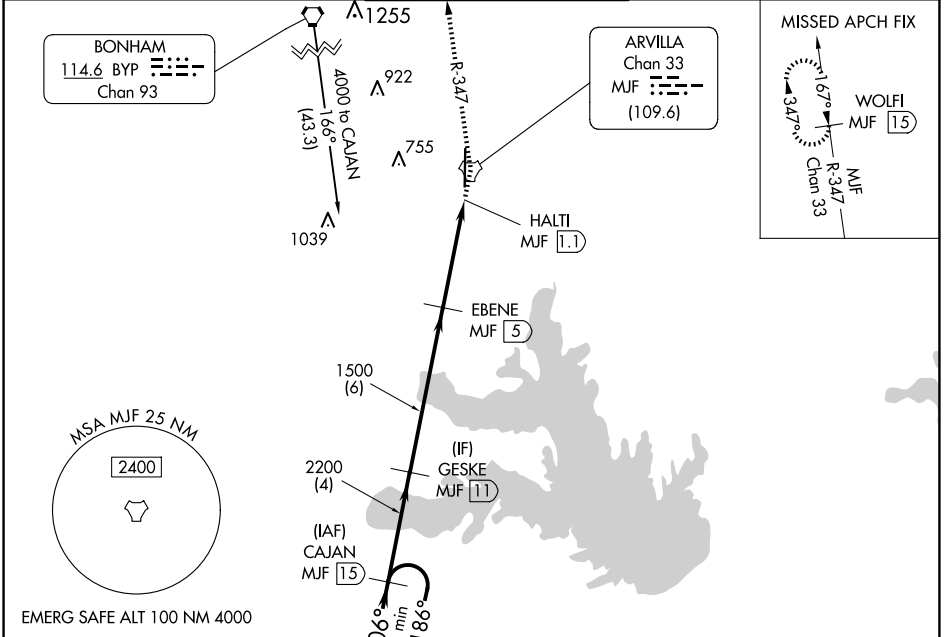 1255
BONHAM
114.6 BYP
Chan 93
4000 to CAJAN
166°
(43.3)
922
755
1039
R-347
ARVILLA
Chan 33
MJF
(109.6)
MISSED APCH FIX
167°
347°
WOLFI
MJF 15
MJF
R-347
Chan 33
HALTI
MJF 1.1
EBENE
MJF 5
1500
(6)
(IF)
GESKE
MJF 11
2200
(4)
(IAF)
CAJAN
MJF 15
MSA MJF 25 NM
2400
EMERG SAFE ALT 100 NM 4000
06°
min
186°